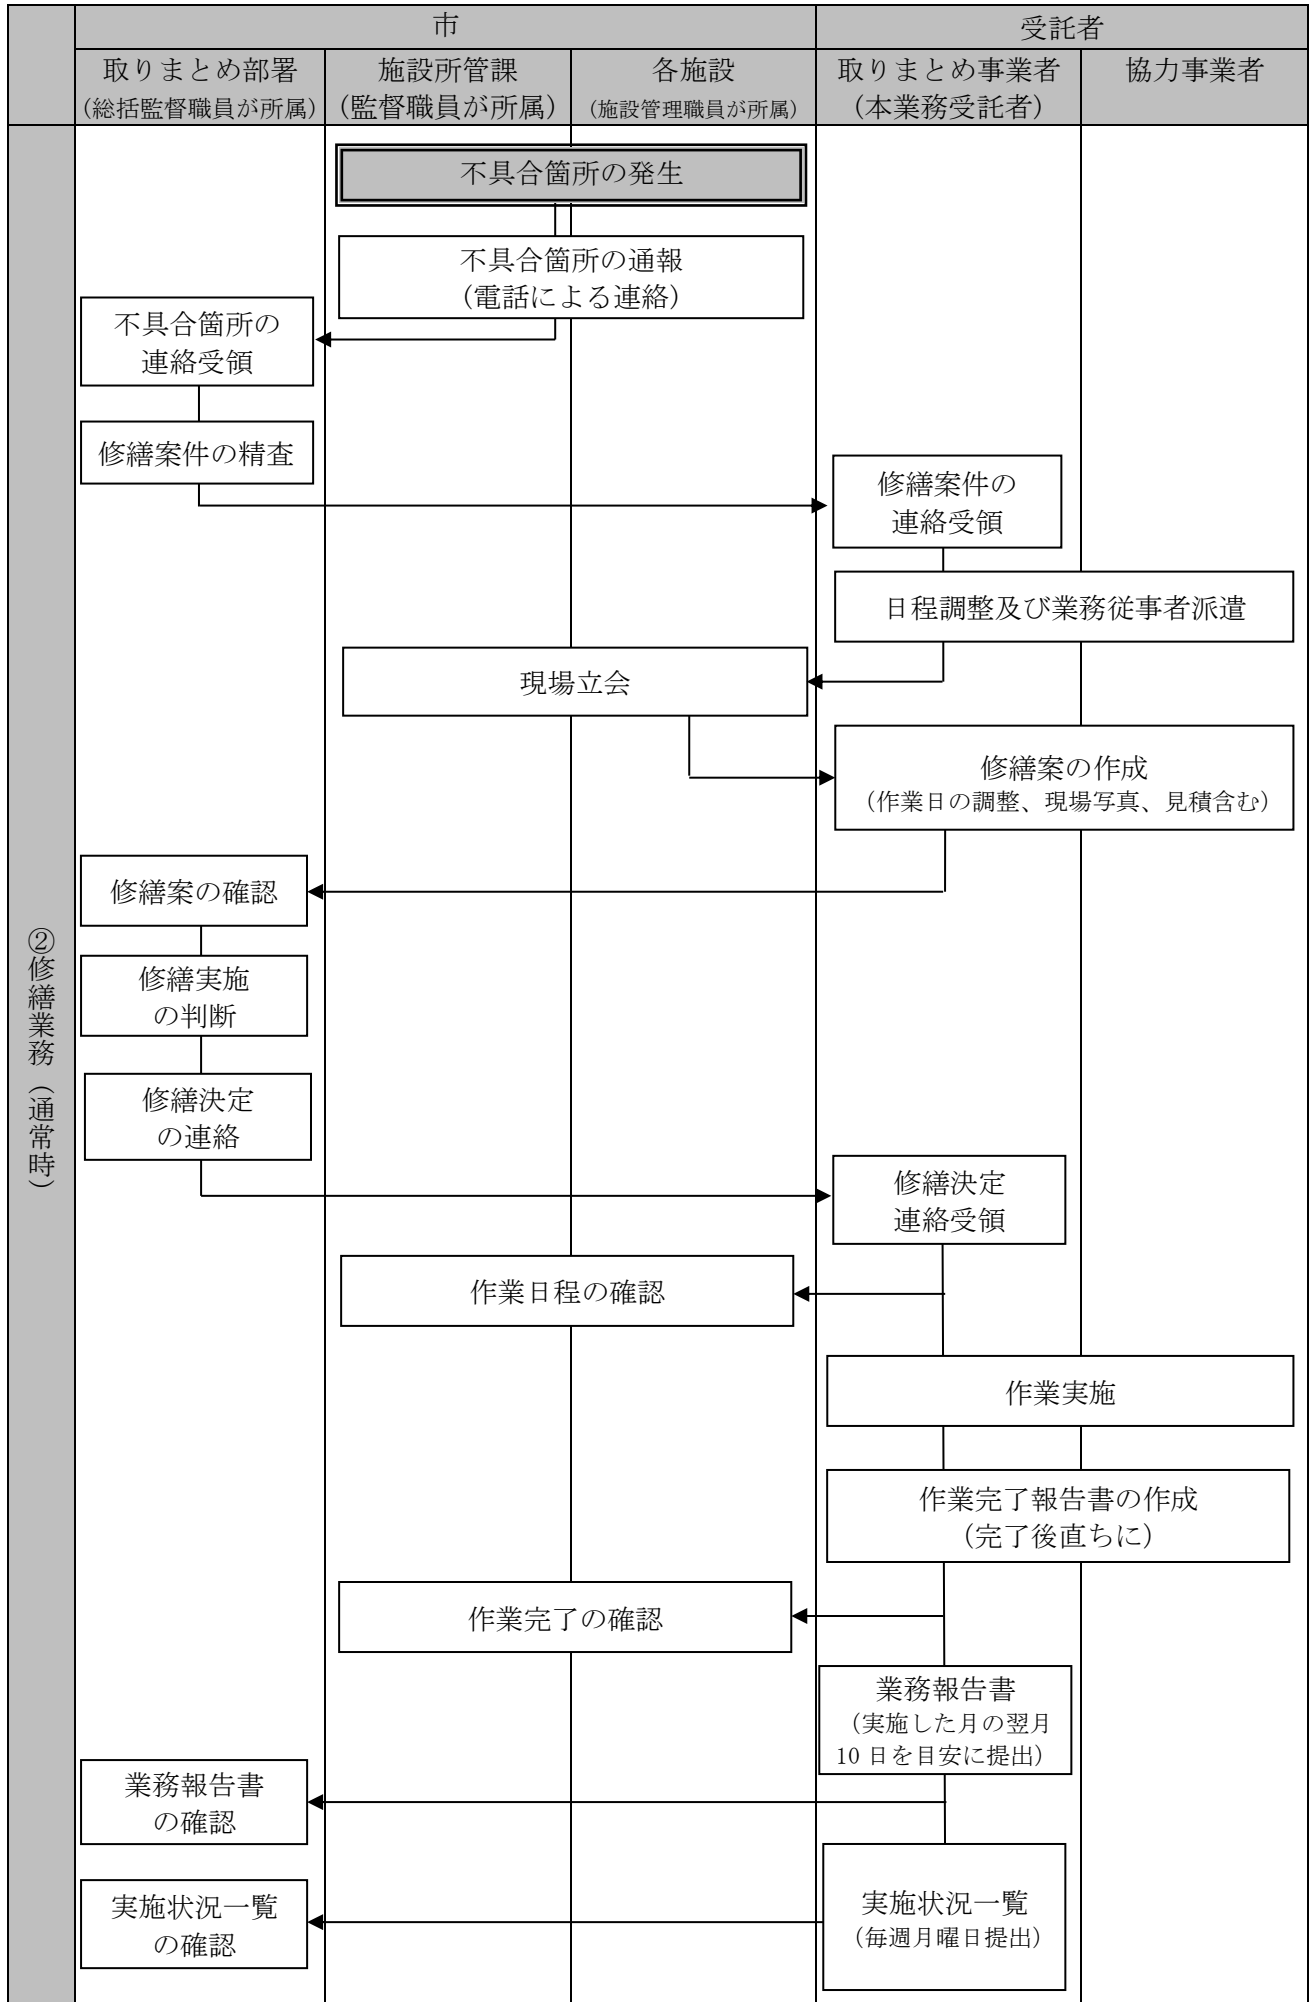 市
受託者
取りまとめ部署
(総括監督職員が所属)
施設所管課
(監督職員が所属)
各施設
(施設管理職員が所属)
取りまとめ事業者
(本業務受託者)
協力事業者
②修繕業務（通常時）
不具合箇所の発生
不具合箇所の通報
（電話による連絡）
不具合箇所の
連絡受領
修繕案件の精査
修繕案件の
連絡受領
日程調整及び業務従事者派遣
現場立会
修繕案の作成
（作業日の調整、現場写真、見積含む）
修繕案の確認
修繕実施
の判断
修繕決定
の連絡
修繕決定
連絡受領
作業日程の確認
作業実施
作業完了報告書の作成
（完了後直ちに）
作業完了の確認
業務報告書
（実施した月の翌月
10 日を目安に提出）
業務報告書
の確認
実施状況一覧
（毎週月曜日提出）
実施状況一覧
の確認